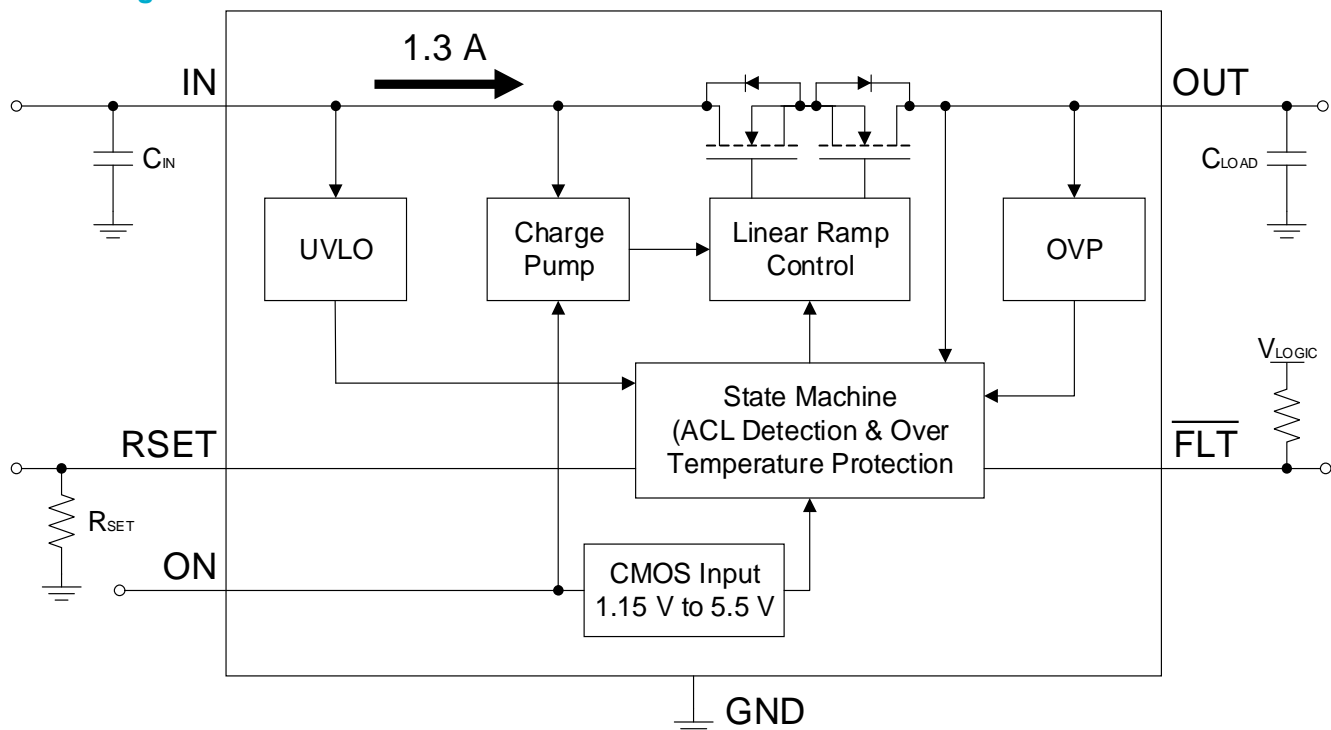 1.3 A
IN
OUT
CIN
CLOAD
UVLO
Charge
Pump
Linear Ramp
Control
OVP
VLOGIC
State Machine
(ACL Detection & Over
Temperature Protection
RSET
FLT
RSET
ON
CMOS Input
1.15 V to 5.5 V
GND